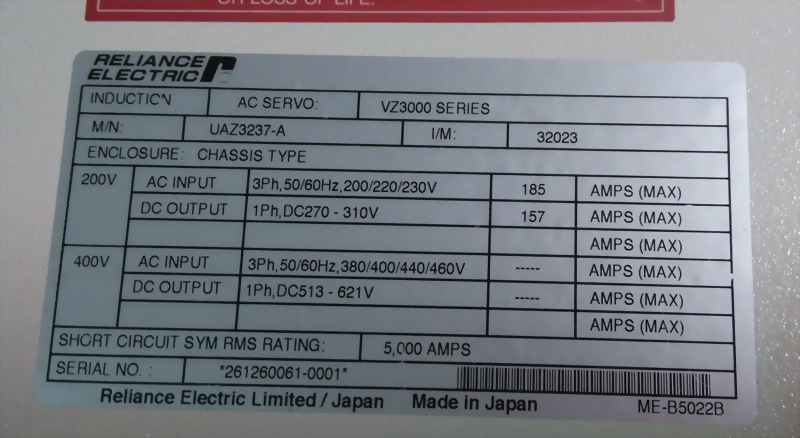 OR LOSS OF LIFE.
RELIANCE
ELECTRIC
INDUCTION AC SERVO: VZ3000 SERIES
M/N: UAZ3237-A I/M: 32023
ENCLOSURE: CHASSIS TYPE
200V AC INPUT 3Ph,50/60Hz,200/220/230V 185 AMPS (MAX)
DC OUTPUT 1Ph,DC270 - 310V 157 AMPS (MAX)
AMPS (MAX)
400V AC INPUT 3Ph,50/60Hz,380/400/440/460V ----- AMPS (MAX)
DC OUTPUT 1Ph,DC513 - 621V ----- AMPS (MAX)
AMPS (MAX)
SHORT CIRCUIT SYM RMS RATING: 5,000 AMPS
SERIAL NO. : *261260061-0001*
Reliance Electric Limited / Japan Made in Japan ME-B5022B